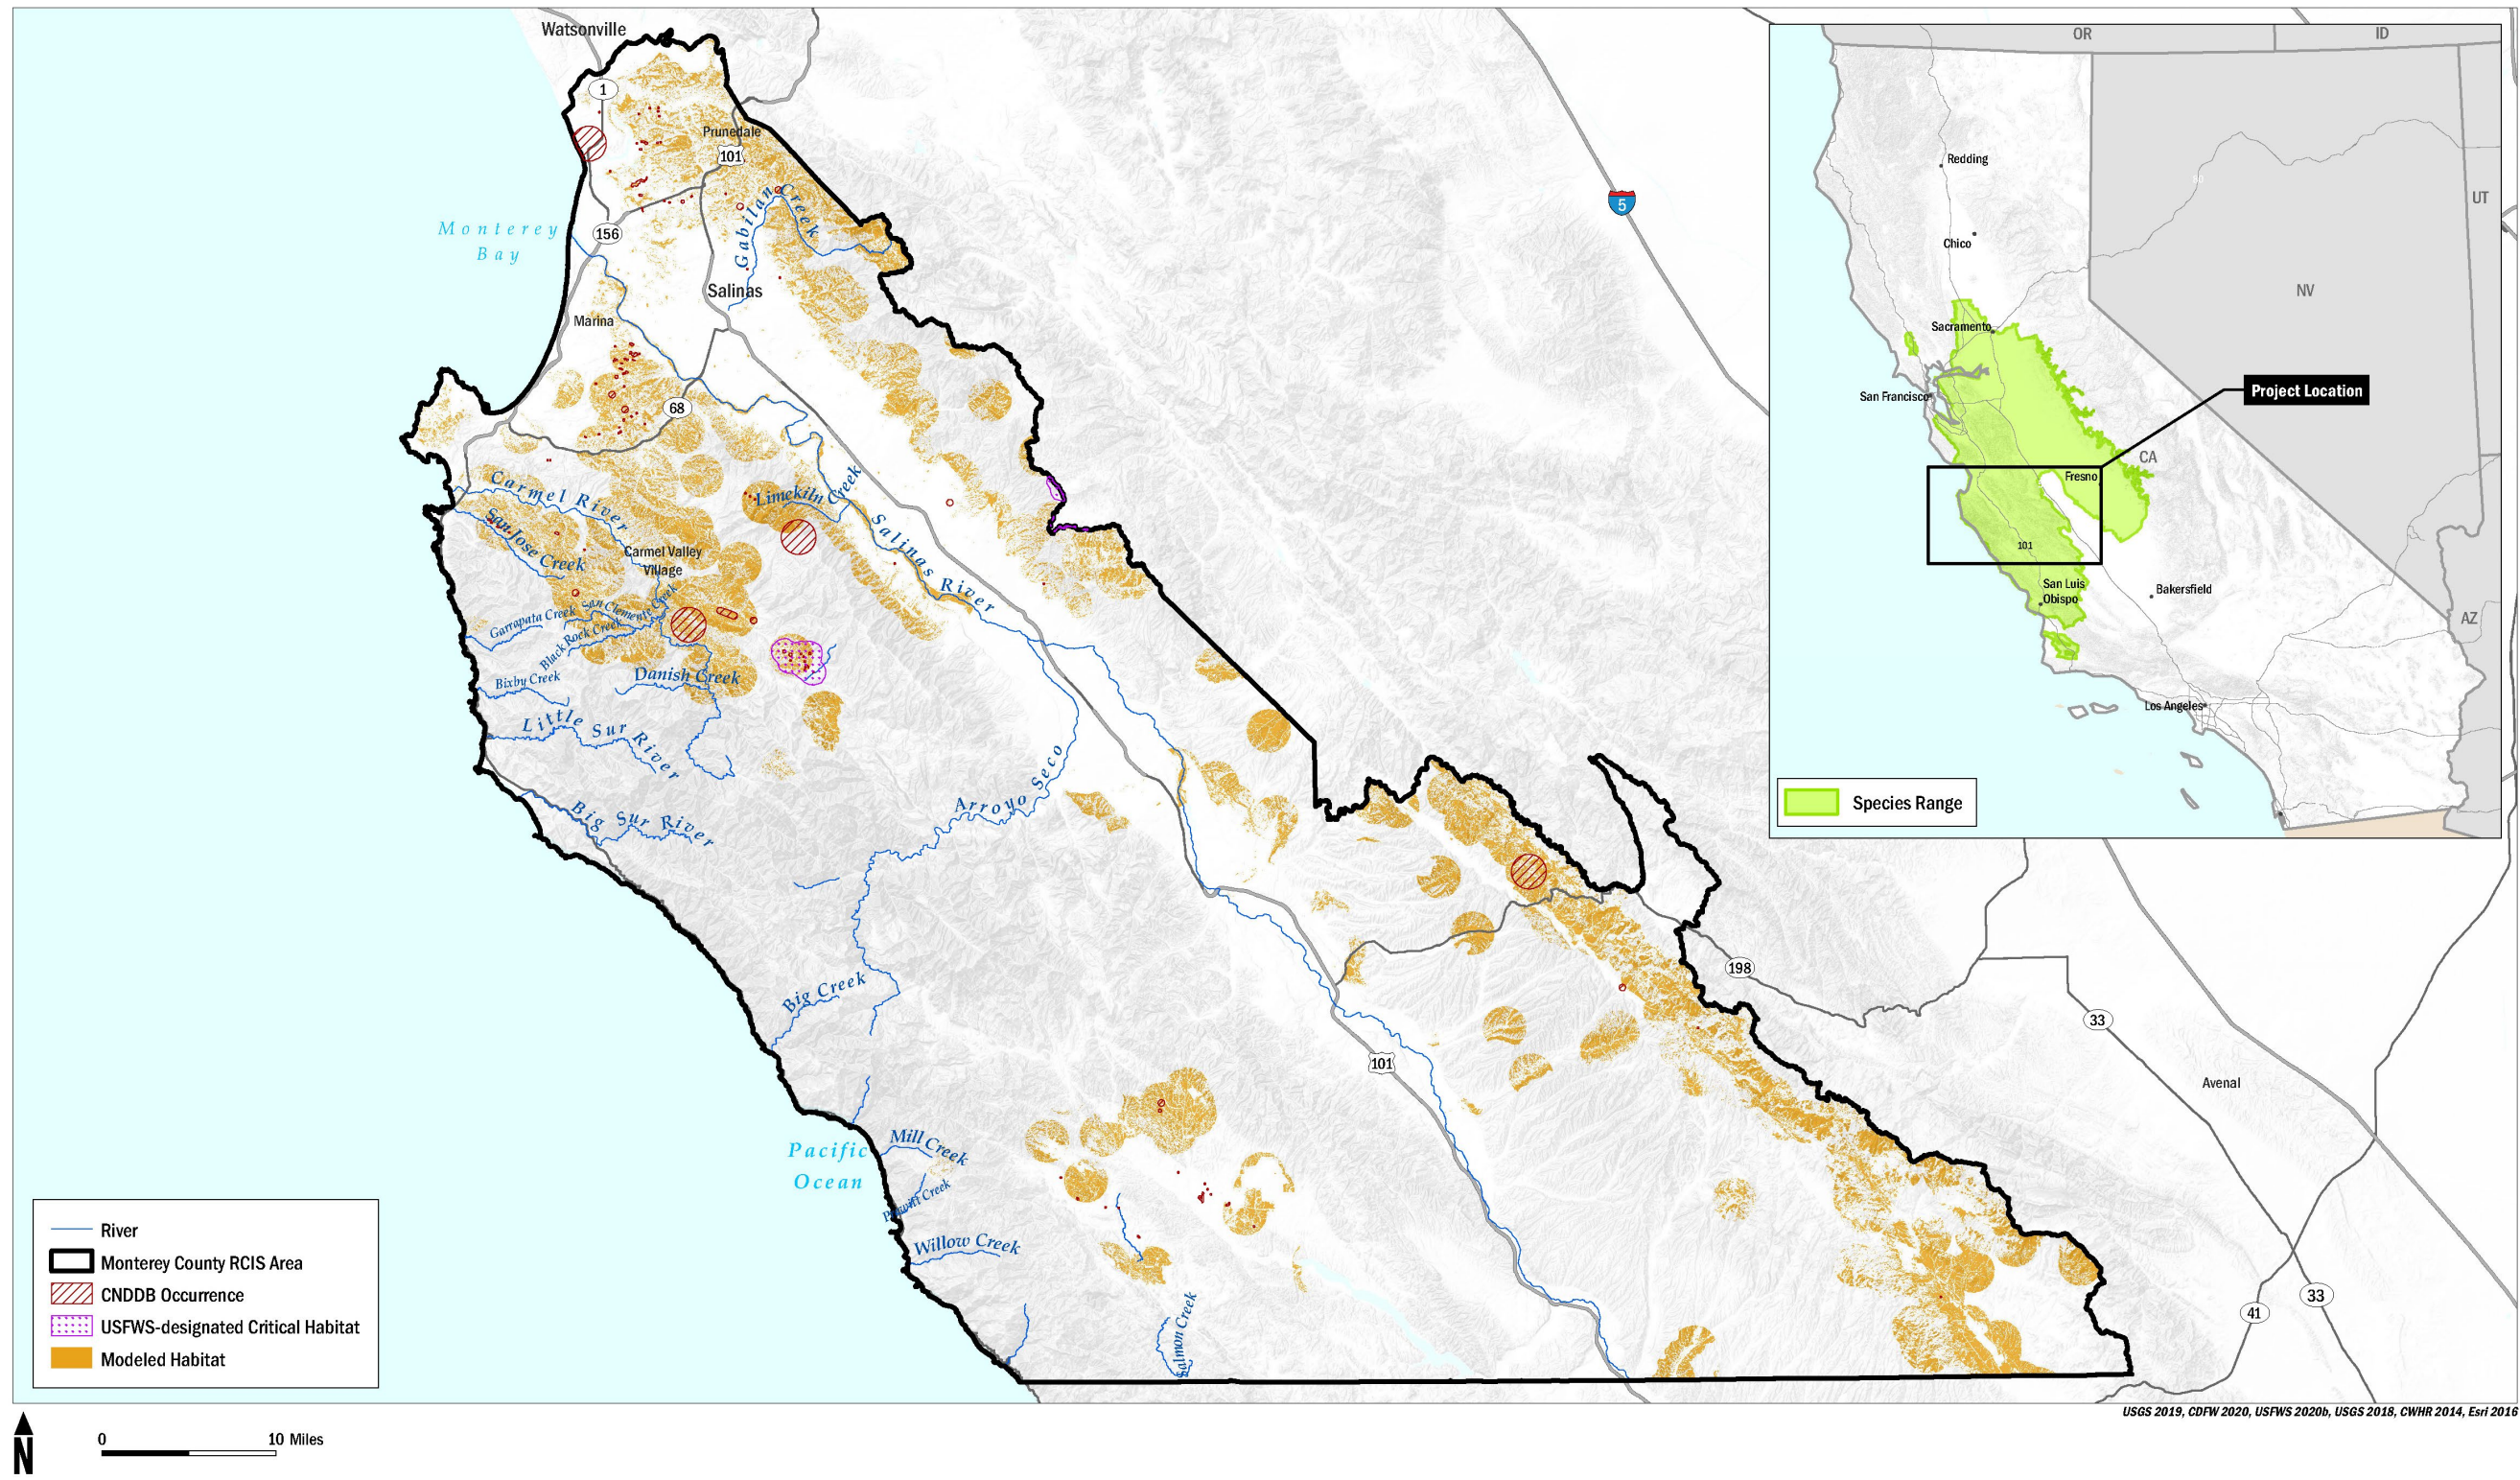 Watsonville
1
Prunedale
101
Gabilan Creek
Monterey
Bay
156
Salinas
Marina
68
Carmel River
San Jose Creek
Limekiln Creek
Salinas River
Carmel Valley
Village
Garrapata Creek
San Clemente Creek
Black Rock Creek
Danish Creek
Bixby Creek
Little Sur River
Big Sur River
Arroyo Seco
Big Creek
Pacific
Ocean
Mill Creek
Creek
Willow Creek
Salmon Creek
101
198
33
Avenal
41
33
5
OR
ID
Redding
UT
Chico
NV
Sacramento
San Francisco
Project Location
CA
Fresno
101
San Luis
Obispo
Bakersfield
AZ
Los Angeles
Species Range
River
Monterey County RCIS Area
CNDDB Occurrence
USFWS-designated Critical Habitat
Modeled Habitat
N
0 10 Miles
USGS 2019, CDFW 2020, USFWS 2020b, USGS 2018, CWHR 2014, Esri 2016